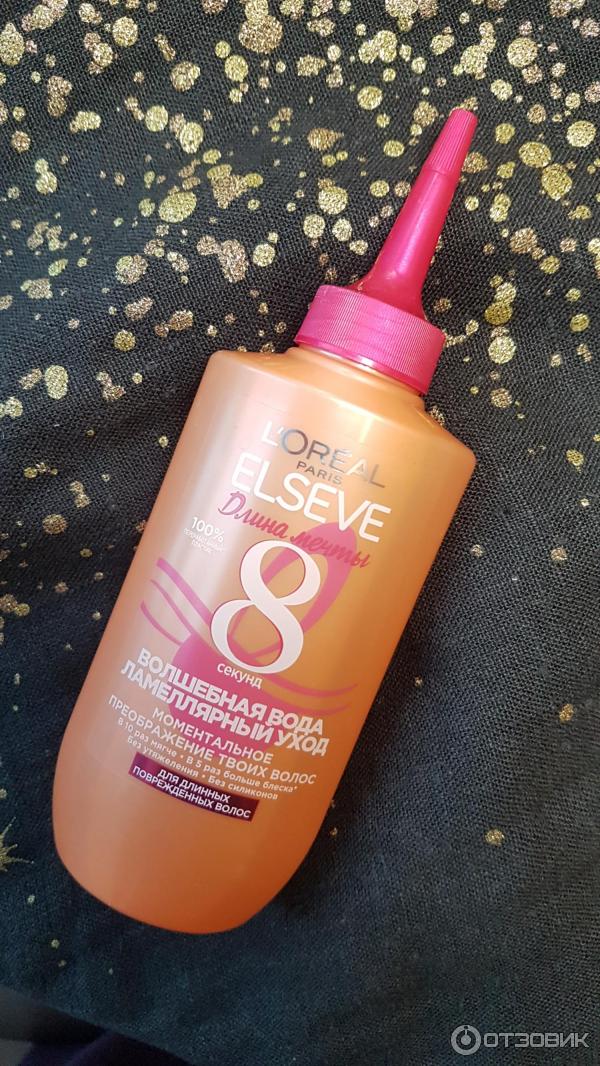 L'ORÉAL
PARIS
ELSEVE
Длина мечты
100%
8
секунд
ВОЛШЕБНАЯ ВОДА
ЛАМЕЛЛЯРНЫЙ УХОД
МОМЕНТАЛЬНОЕ
ПРЕОБРАЖЕНИЕ ТВОИХ ВОЛОС
В 10 раз мягче • В 5 раз больше блеска*
Без утяжеления • Без силиконов
ДЛЯ ДЛИННЫХ
ПОВРЕЖДЕННЫХ ВОЛОС
ОТЗОВИК